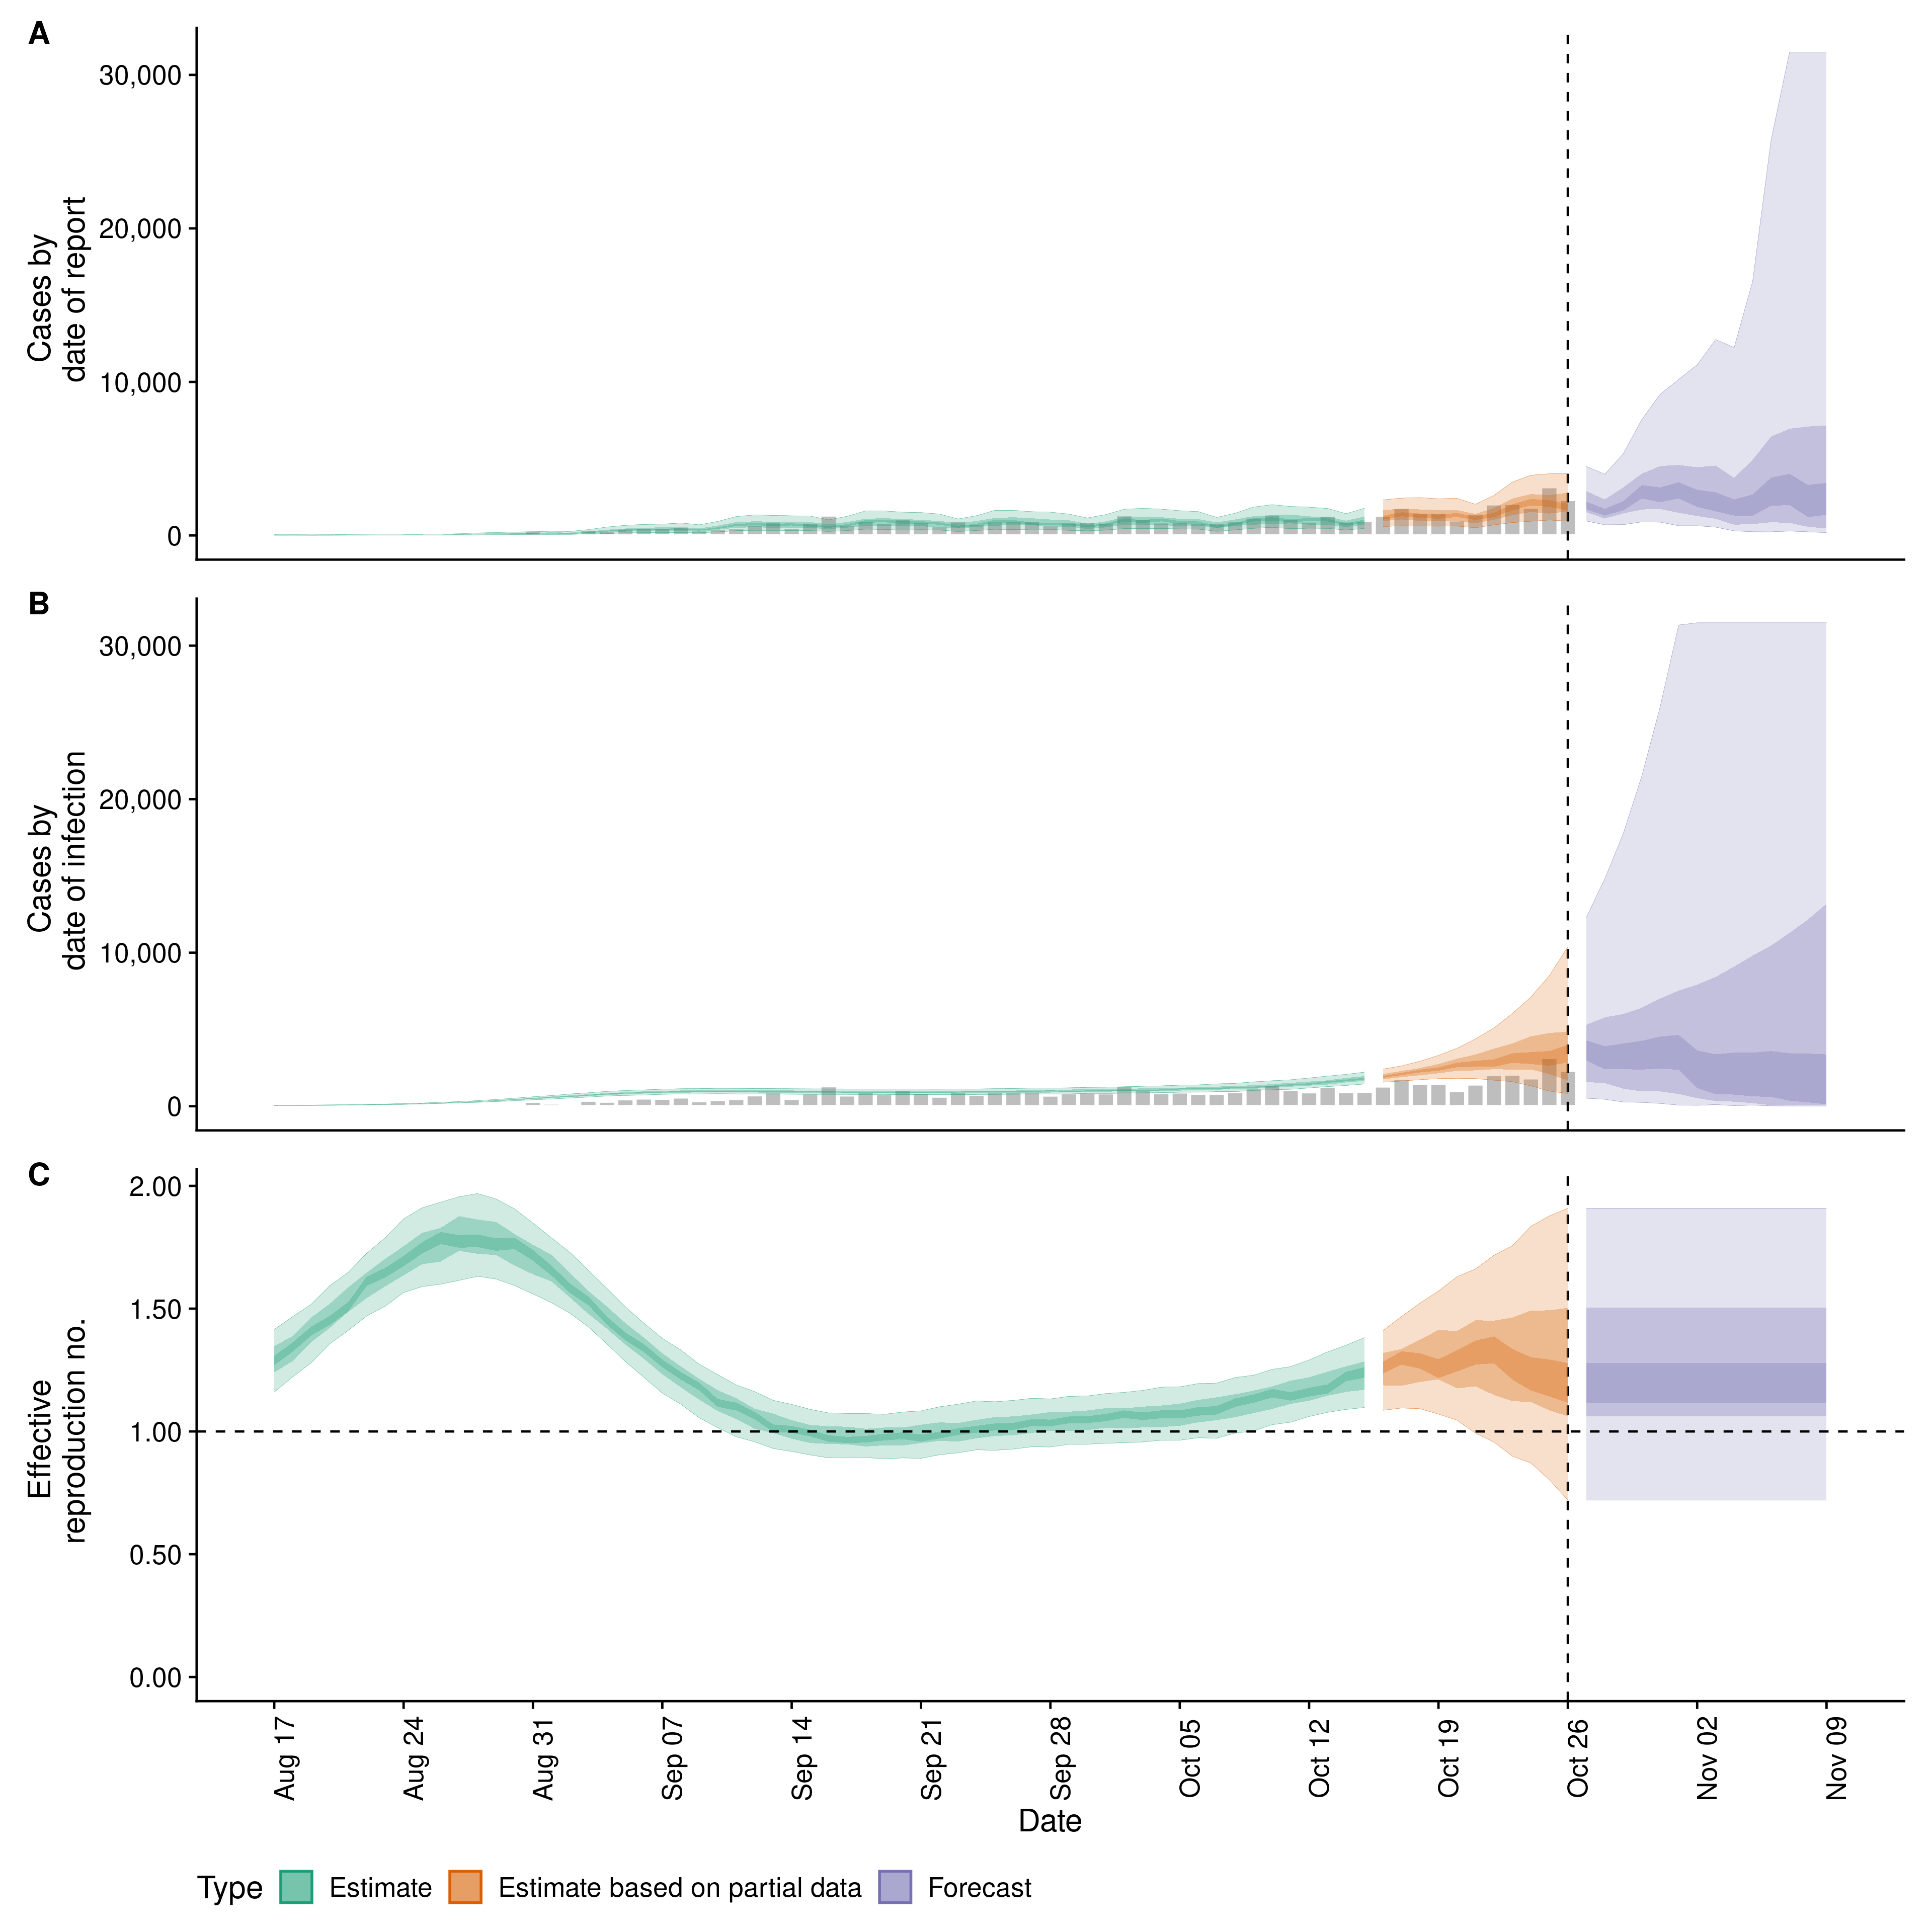 A
30,000
20,000
10,000
0
Cases by
date of report
B
30,000
20,000
10,000
0
Cases by
date of infection
C
2.00
1.50
1.00
0.50
0.00
Effective
reproduction no.
Aug 17
Aug 24
Aug 31
Sep 07
Sep 14
Sep 21
Sep 28
Oct 05
Oct 12
Oct 19
Oct 26
Nov 02
Nov 09
Date
Type Estimate Estimate based on partial data Forecast